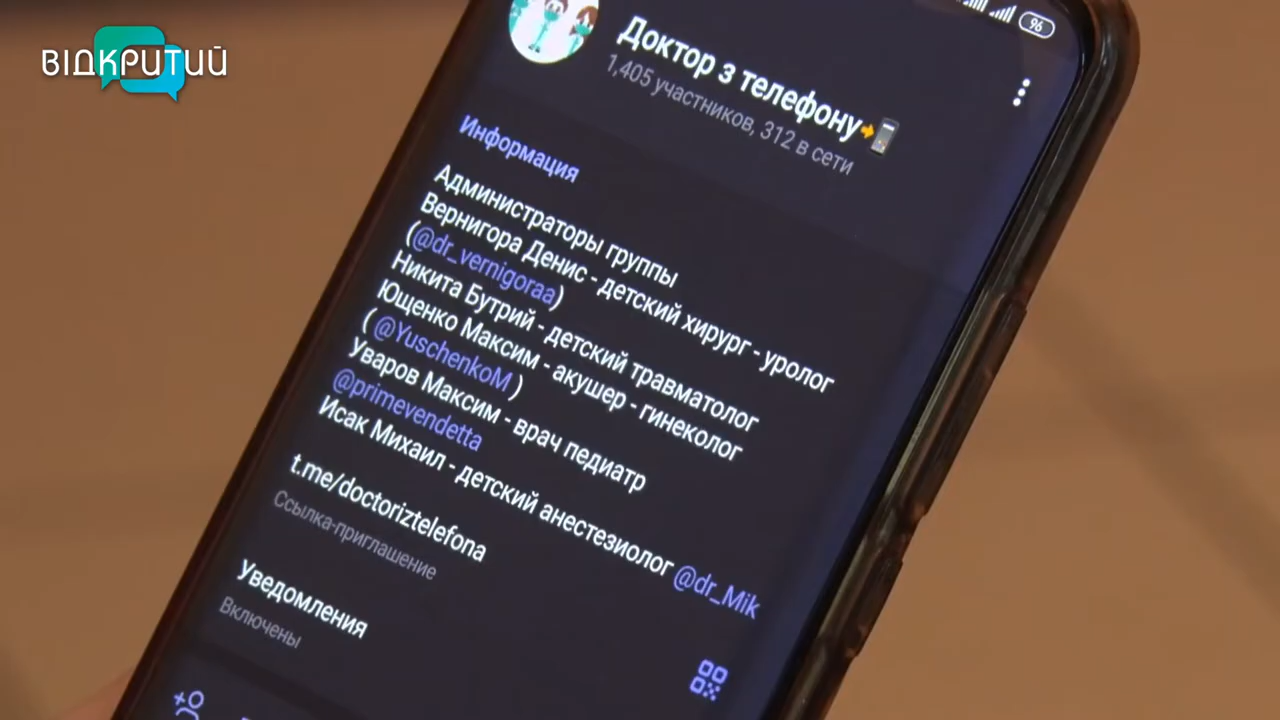 ВІДКРИТИЙ
96
Доктор з телефону
1,405 участников, 312 в сети
Информация
Администраторы группы
Вернигора Денис - детский хирург - уролог
(@dr_vernigoraa)
Никита Бутрий - детский травматолог
Ющенко Максим - акушер - гинеколог
( @YuschenkoM )
Уваров Максим - врач педиатр
@primevendetta
Исак Михаил - детский анестезиолог @dr_Mik
t.me/doctoriztelefona
Ссылка-приглашение
Уведомления
Включены